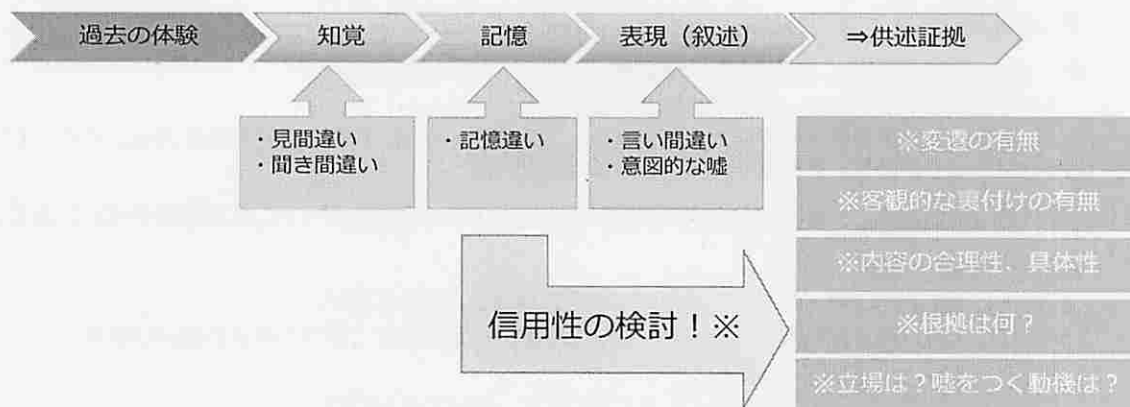 過去の体験
知覚
記憶
表現（叙述）
⇒供述証拠
・見間違い
・聞き間違い
・記憶違い
・言い間違い
・意図的な嘘
信用性の検討！※
※変遷の有無
※客観的な裏付けの有無
※内容の合理性、具体性
※根拠は何？
※立場は？嘘をつく動機は？